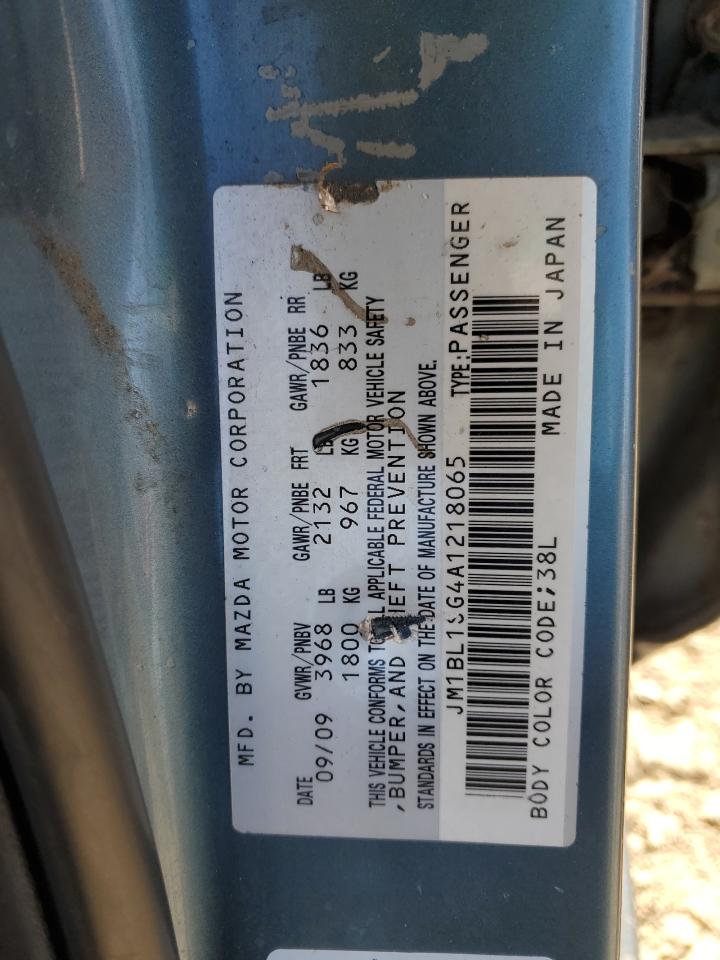 MFD. BY MAZDA MOTOR CORPORATION
DATE GVWR/PNBV GAWR/PNBE FRT GAWR/PNBE RR
09/09 3968 LB 2132 LB 1836 LB
1800 KG 967 KG 833 KG
THIS VEHICLE CONFORMS APPLICABLE FEDERAL MOTOR VEHICLE SAFETY
,BUMPER,AND PREVENTION
STANDARDS IN EFFECT ON THE DATE OF MANUFACTURE SHOWN ABOVE.
TYPE:PASSENGER
BODY COLOR CODE;38L MADE IN JAPAN